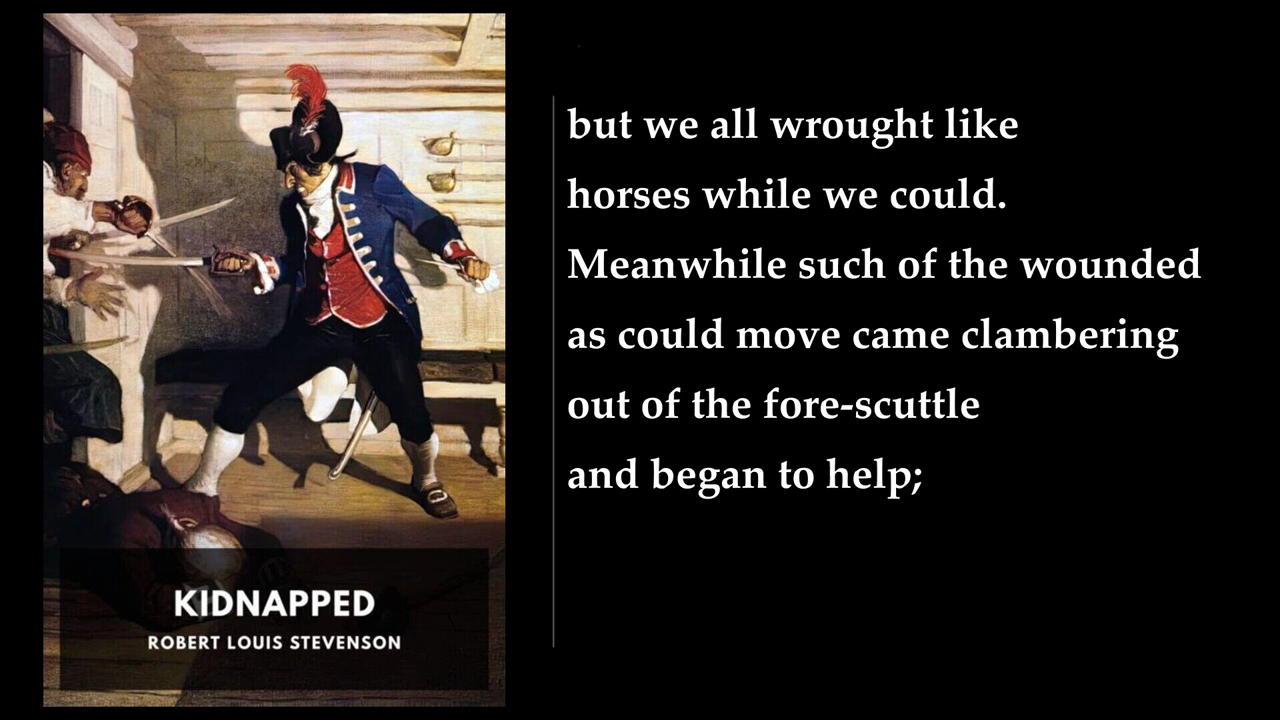 but we all wrought like
horses while we could.
Meanwhile such of the wounded
as could move came clambering
out of the fore-scuttle
and began to help;
KIDNAPPED
ROBERT LOUIS STEVENSON